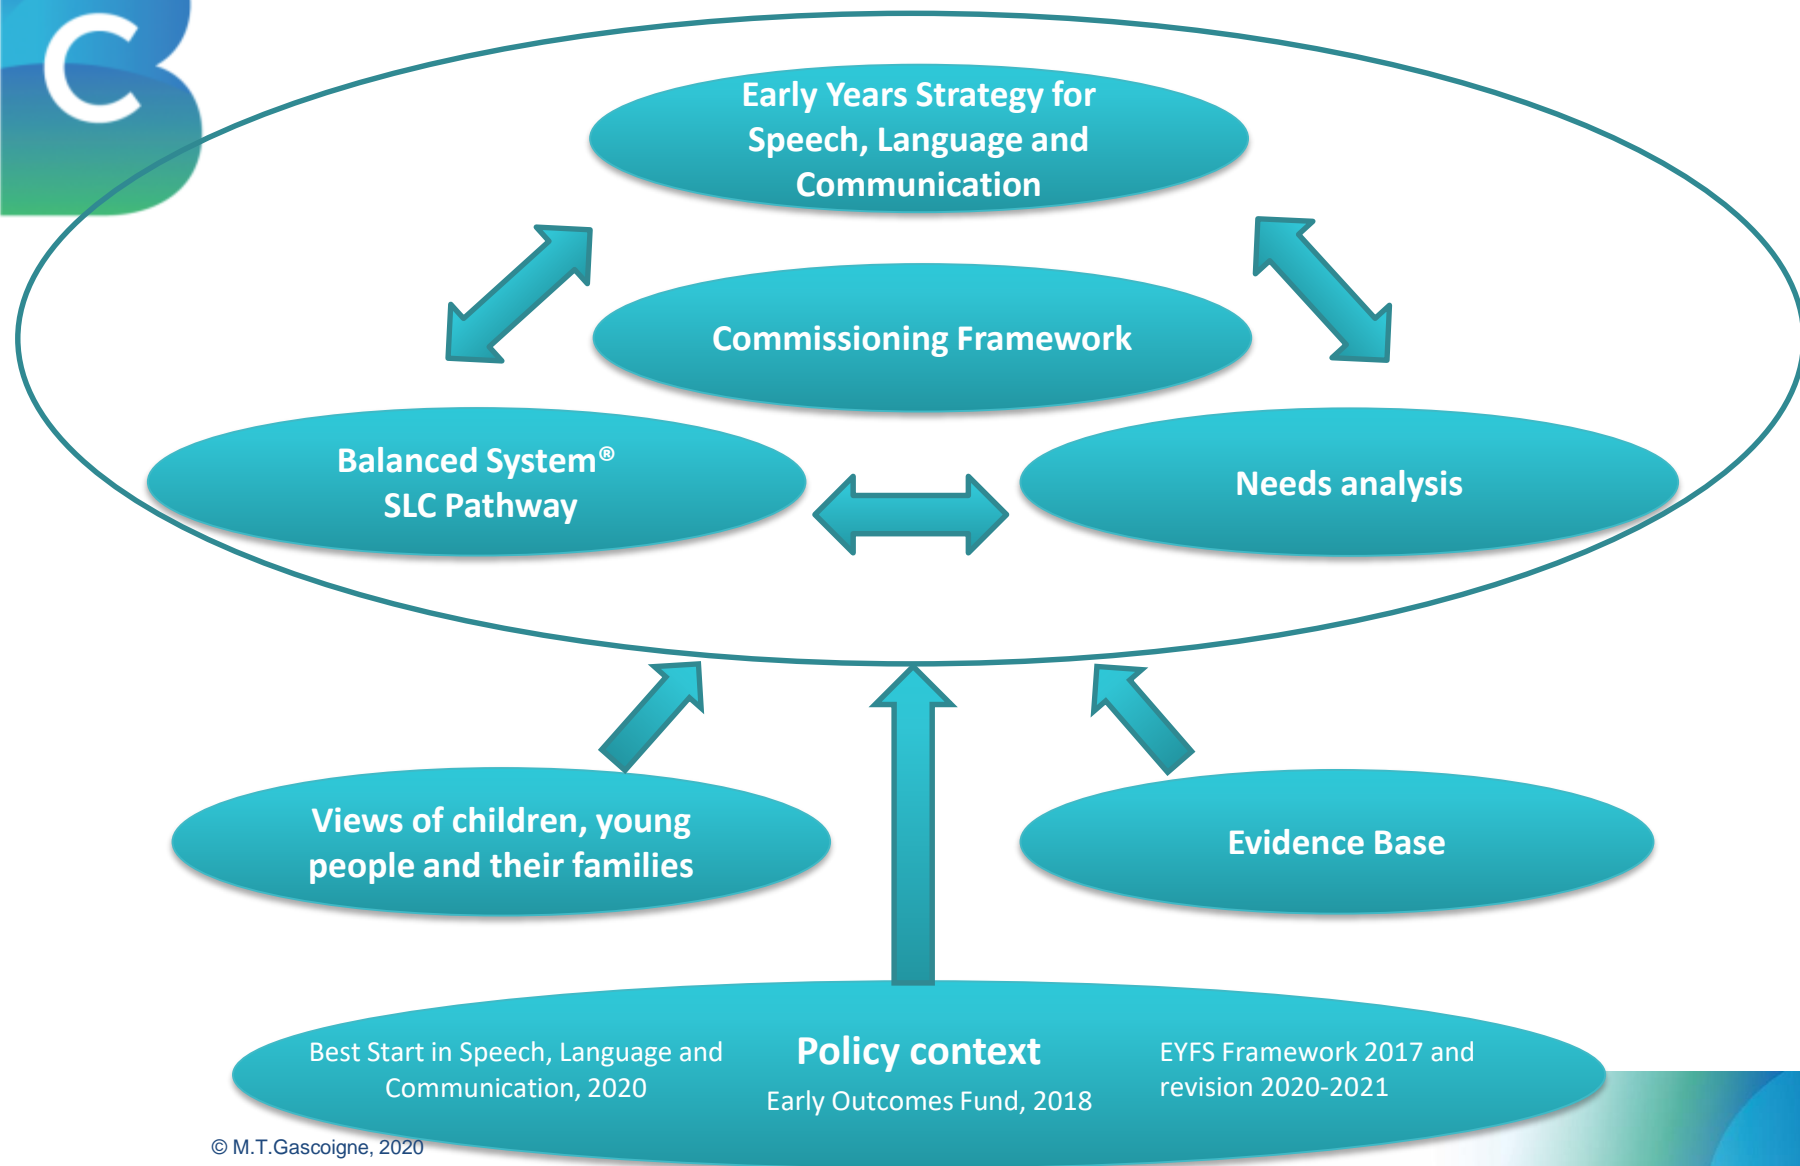 C
Early Years Strategy for
Speech, Language and
Communication
Commissioning Framework
Balanced System®
SLC Pathway
Needs analysis
Views of children, young
people and their families
Evidence Base
Policy context
Best Start in Speech, Language and
Communication, 2020
Early Outcomes Fund, 2018
EYFS Framework 2017 and
revision 2020-2021
© M.T.Gascoigne, 2020